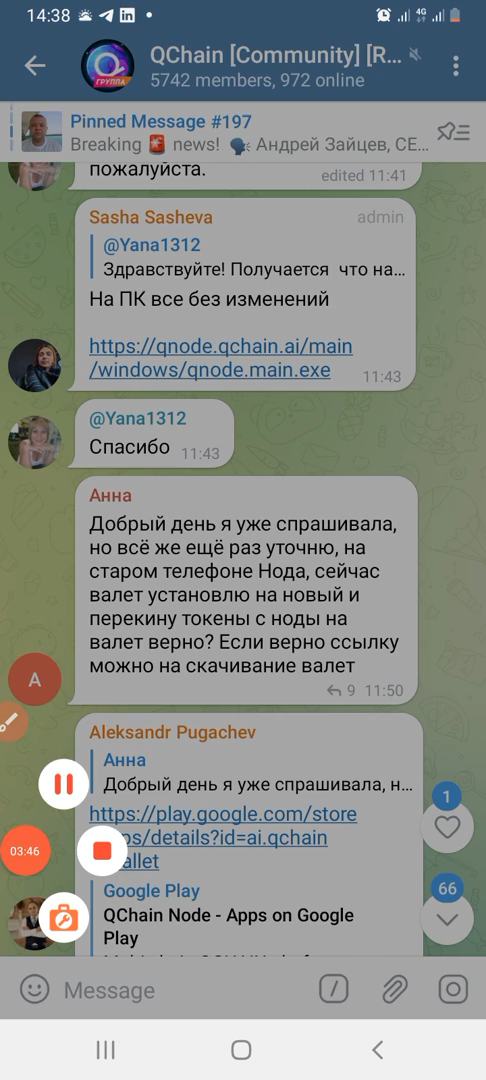 14:38
4G
QChain [Community] [R...
5742 members, 972 online
ГРУППА
Pinned Message #197
Breaking 🚨 news! 🗣 Андрей Зайцев, CE...
пожалуйста.
edited 11:41
Sasha Sasheva admin
@Yana1312
Здравствуйте! Получается что на...
На ПК все без изменений
https://qnode.qchain.ai/main
/windows/qnode.main.exe
11:43
@Yana1312
Спасибо 11:43
Анна
Добрый день я уже спрашивала,
но всё же ещё раз уточню, на
старом телефоне Нода, сейчас
валет установлю на новый и
перекину токены с ноды на
валет верно? Если верно ссылку
можно на скачивание валет
A
9 11:50
Aleksandr Pugachev
Анна
Добрый день я уже спрашивала, н...
1
https://play.google.com/store
03:46
ps/details?id=ai.qchain
allet
66
Google Play
QChain Node - Apps on Google
Play
Message